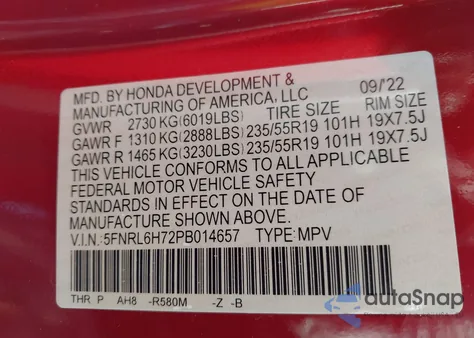 MFD. BY HONDA DEVELOPMENT &
MANUFACTURING OF AMERICA, LLC 09/22
GVWR 2730 KG(6019LBS) TIRE SIZE RIM SIZE
GAWR F 1310 KG(2888LBS) 235/55R19 101H 19X7.5J
GAWR R 1465 KG(3230LBS) 235/55R19 101H 19X7.5J
THIS VEHICLE CONFORMS TO ALL APPLICABLE
FEDERAL MOTOR VEHICLE SAFETY
STANDARDS IN EFFECT ON THE DATE OF
MANUFACTURE SHOWN ABOVE.
V.I.N:5FNRL6H72PB014657 TYPE:MPV
THR P AH8 -R580M -Z -B
autoSnap